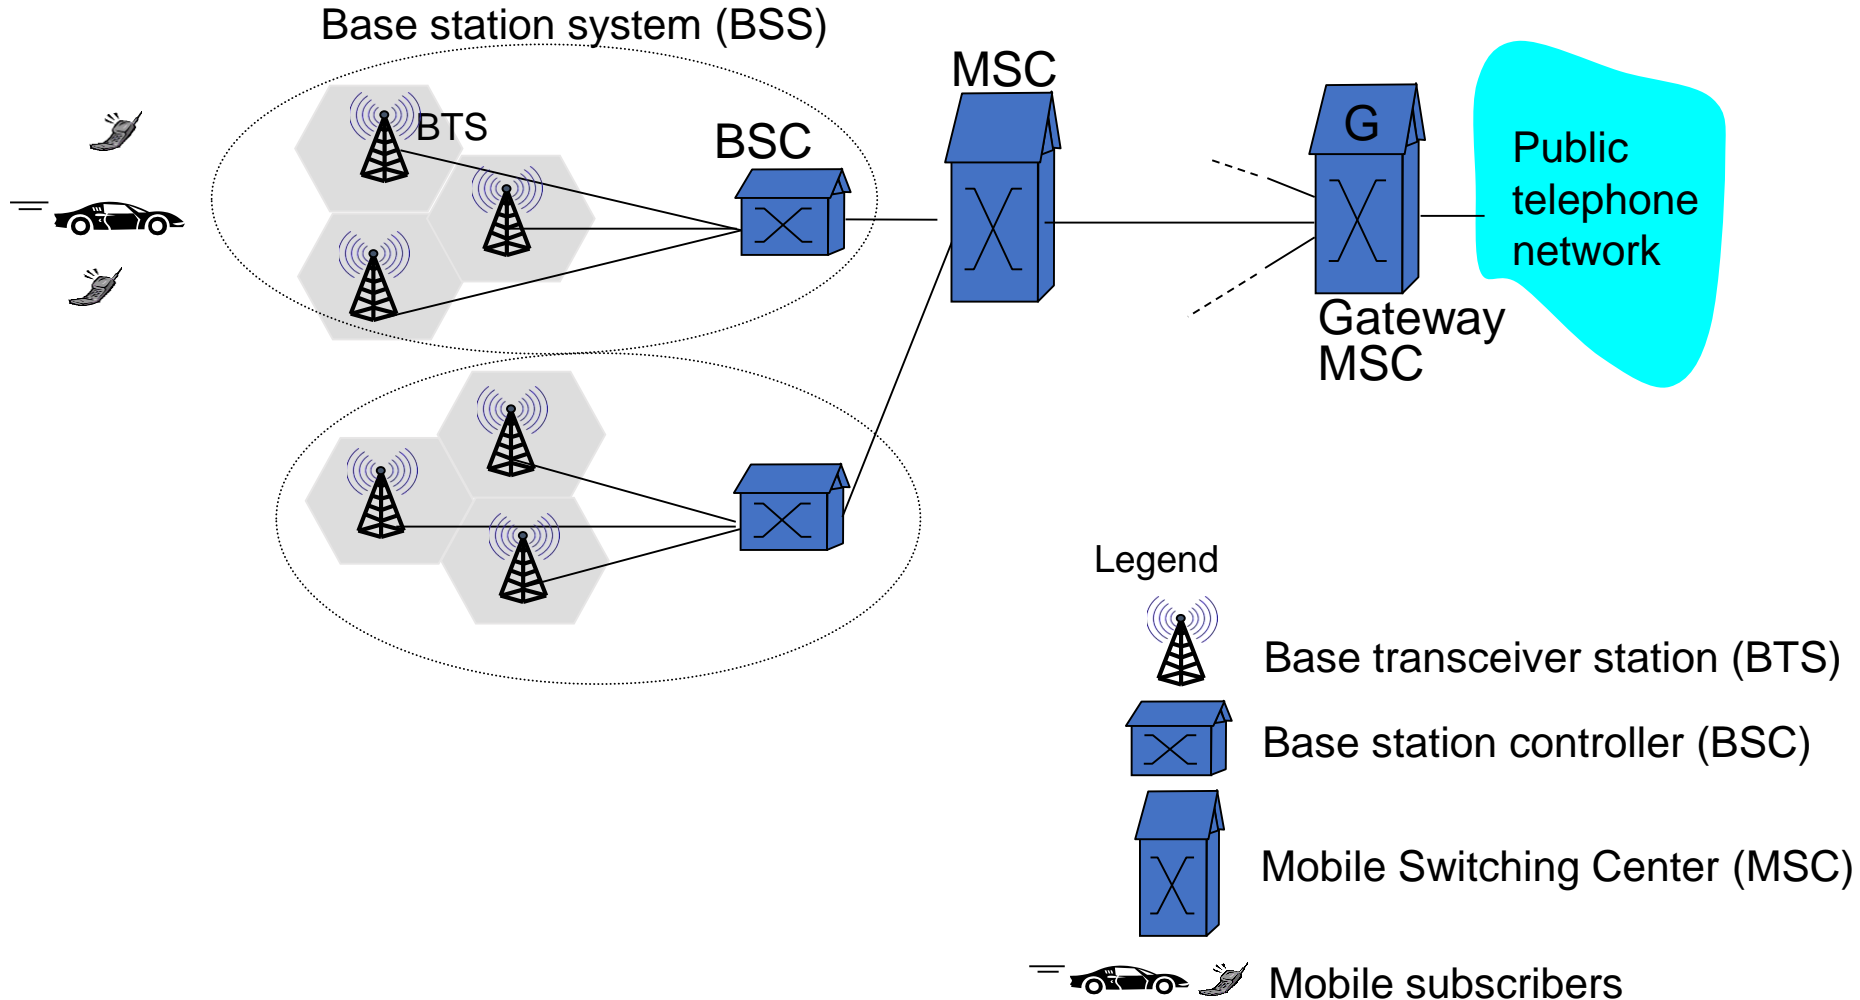 Base station system (BSS)
MSC
BTS
BSC
G
Public
telephone
network
Gateway
MSC
Legend
Base transceiver station (BTS)
Base station controller (BSC)
Mobile Switching Center (MSC)
Mobile subscribers